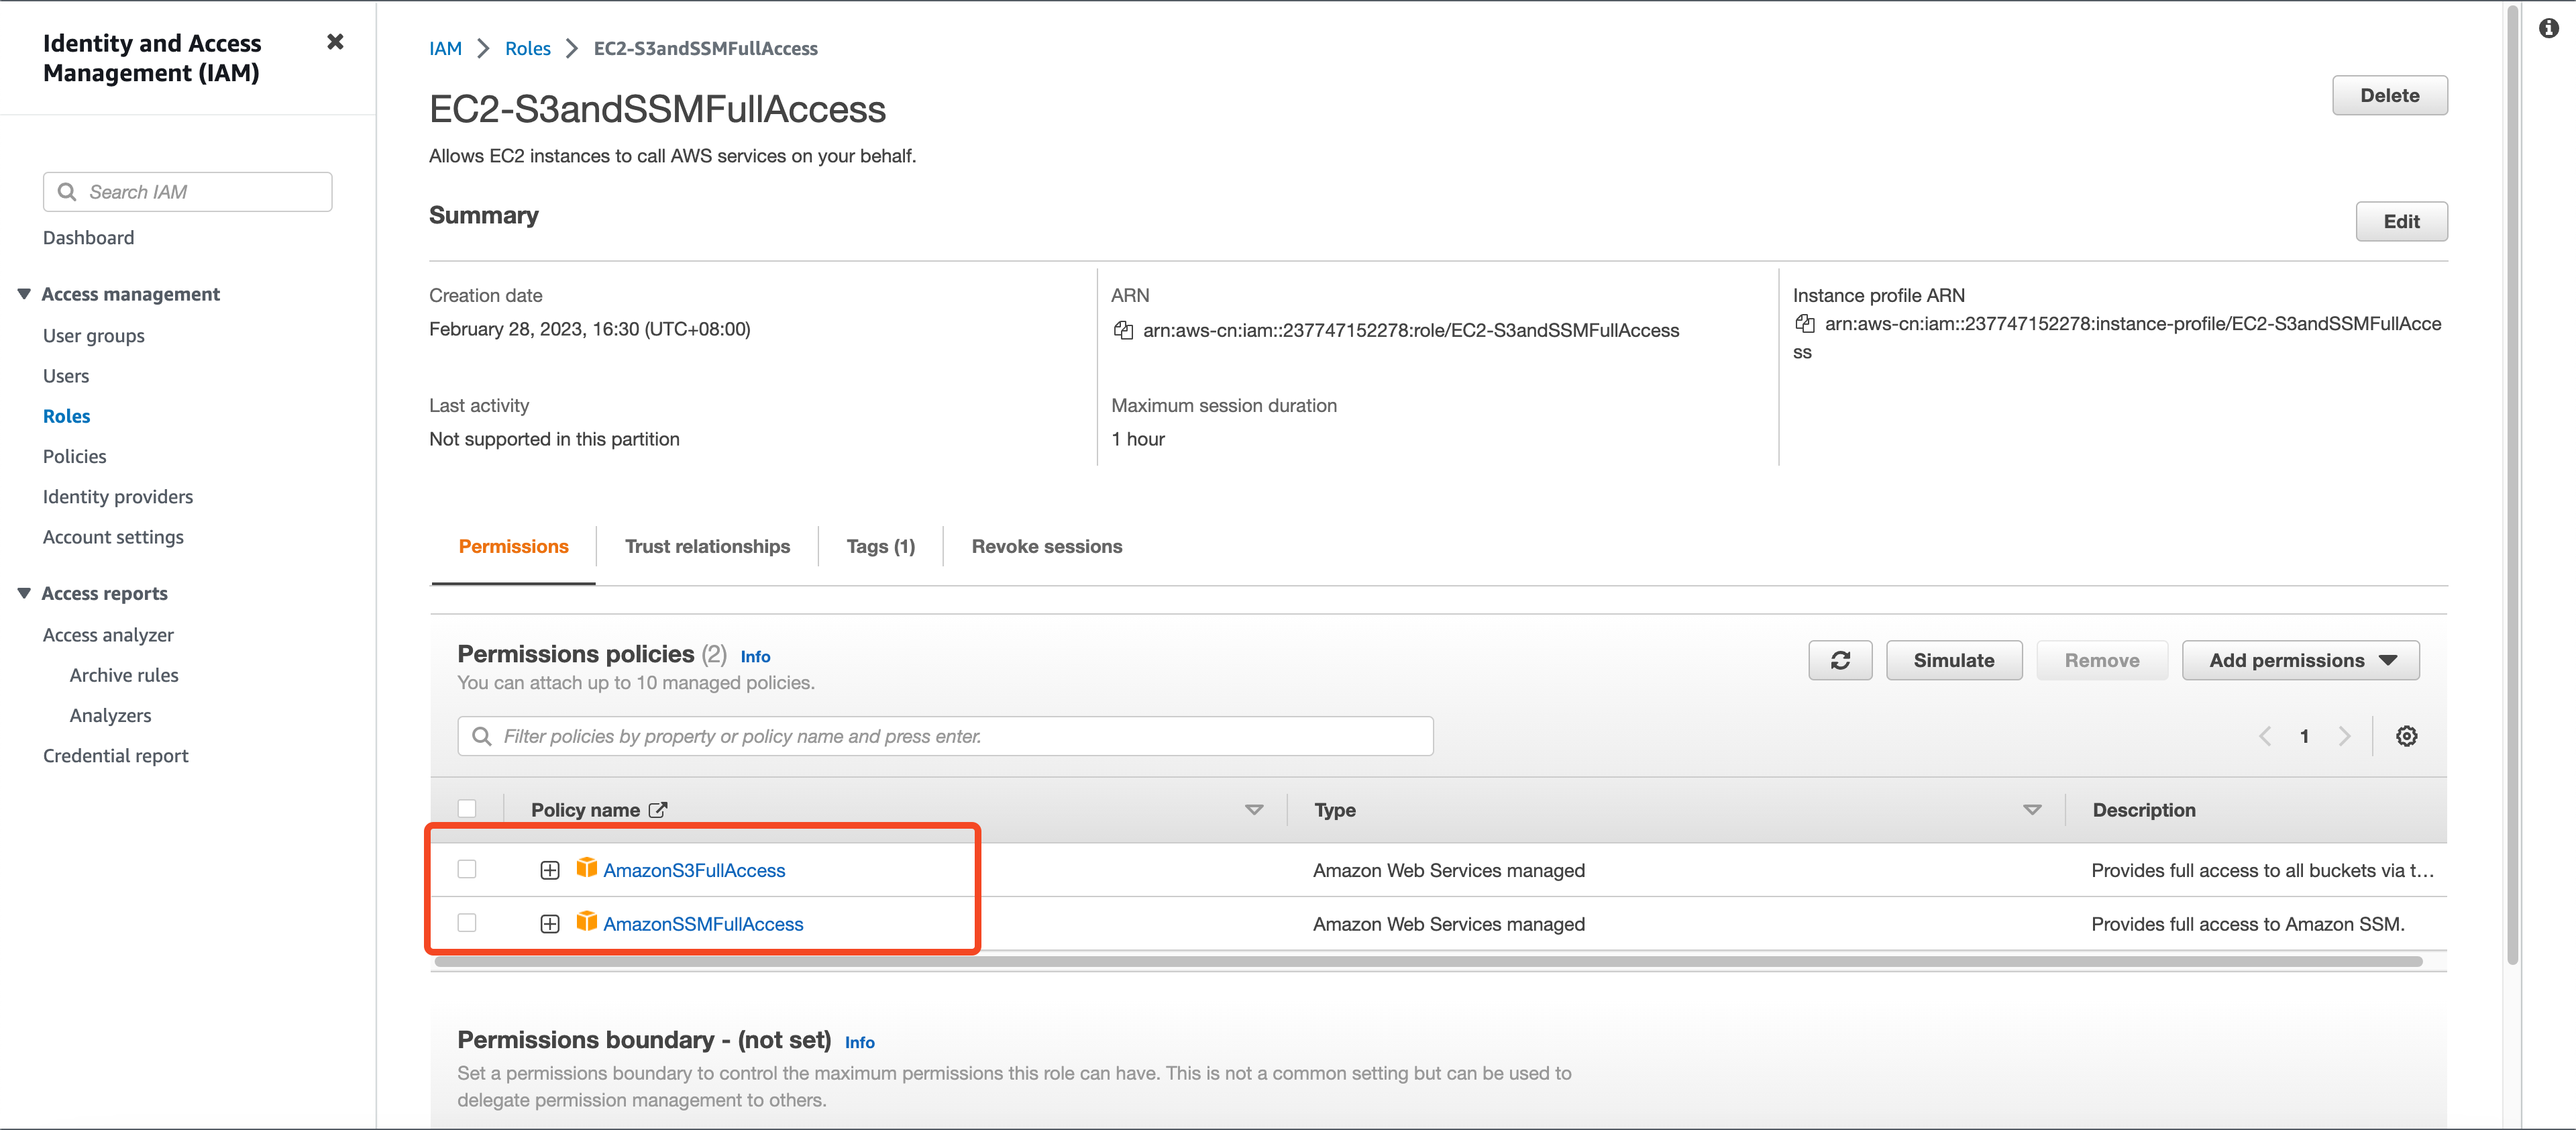 Identity and Access
Management (IAM)
Search IAM
Dashboard
Access management
User groups
Users
Roles
Policies
Identity providers
Account settings
Access reports
Access analyzer
Archive rules
Analyzers
Credential report
IAM
Roles
EC2-S3andSSMFullAccess
EC2-S3andSSMFullAccess
Delete
Allows EC2 instances to call AWS services on your behalf.
Summary
Edit
Creation date
February 28, 2023, 16:30 (UTC+08:00)
ARN
arn:aws-cn:iam::237747152278:role/EC2-S3andSSMFullAccess
Instance profile ARN
arn:aws-cn:iam::237747152278:instance-profile/EC2-S3andSSMFullAcce
ss
Last activity
Not supported in this partition
Maximum session duration
1 hour
Permissions
Trust relationships
Tags (1)
Revoke sessions
Permissions policies (2) Info
You can attach up to 10 managed policies.
Simulate
Remove
Add permissions
Filter policies by property or policy name and press enter.
1
Policy name
Type
Description
AmazonS3FullAccess
Amazon Web Services managed
Provides full access to all buckets via t...
AmazonSSMFullAccess
Amazon Web Services managed
Provides full access to Amazon SSM.
Permissions boundary - (not set) Info
Set a permissions boundary to control the maximum permissions this role can have. This is not a common setting but can be used to
delegate permission management to others.